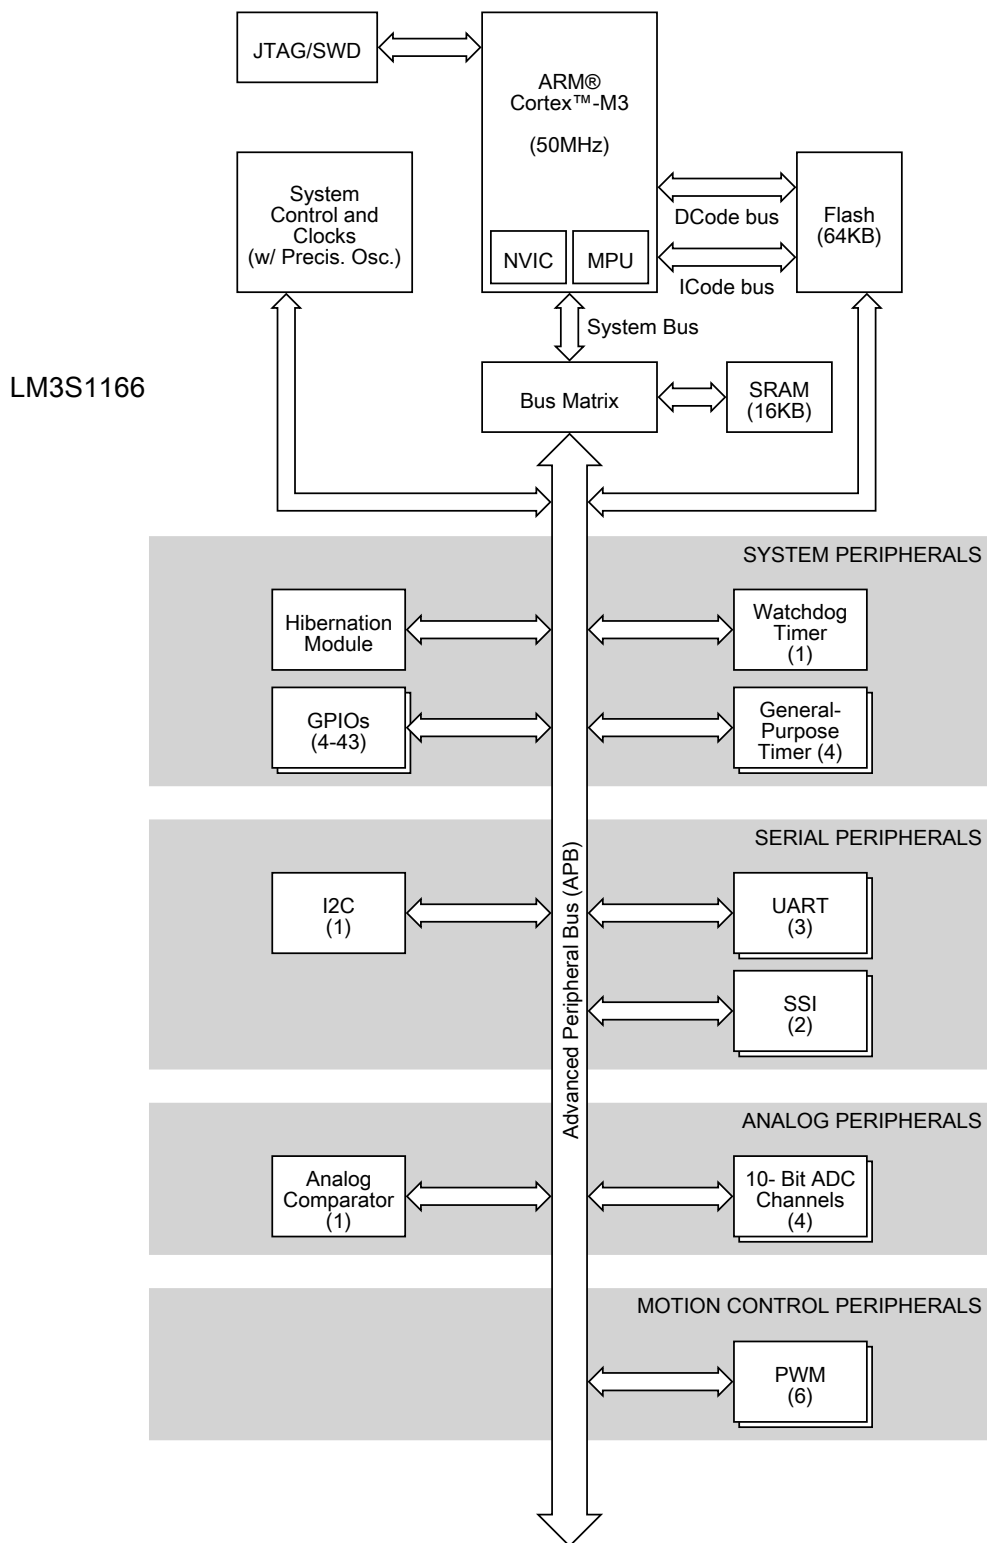 JTAG/SWD
ARM®
Cortex™-M3
(50MHz)
NVIC
MPU
System
Control and
Clocks
(w/ Precis. Osc.)
DCode bus
ICode bus
Flash
(64KB)
System Bus
LM3S1166
Bus Matrix
SRAM
(16KB)
SYSTEM PERIPHERALS
Hibernation
Module
Watchdog
Timer
(1)
GPIOs
(4-43)
General-
Purpose
Timer (4)
Advanced Peripheral Bus (APB)
SERIAL PERIPHERALS
I2C
(1)
UART
(3)
SSI
(2)
ANALOG PERIPHERALS
Analog
Comparator
(1)
10- Bit ADC
Channels
(4)
MOTION CONTROL PERIPHERALS
PWM
(6)